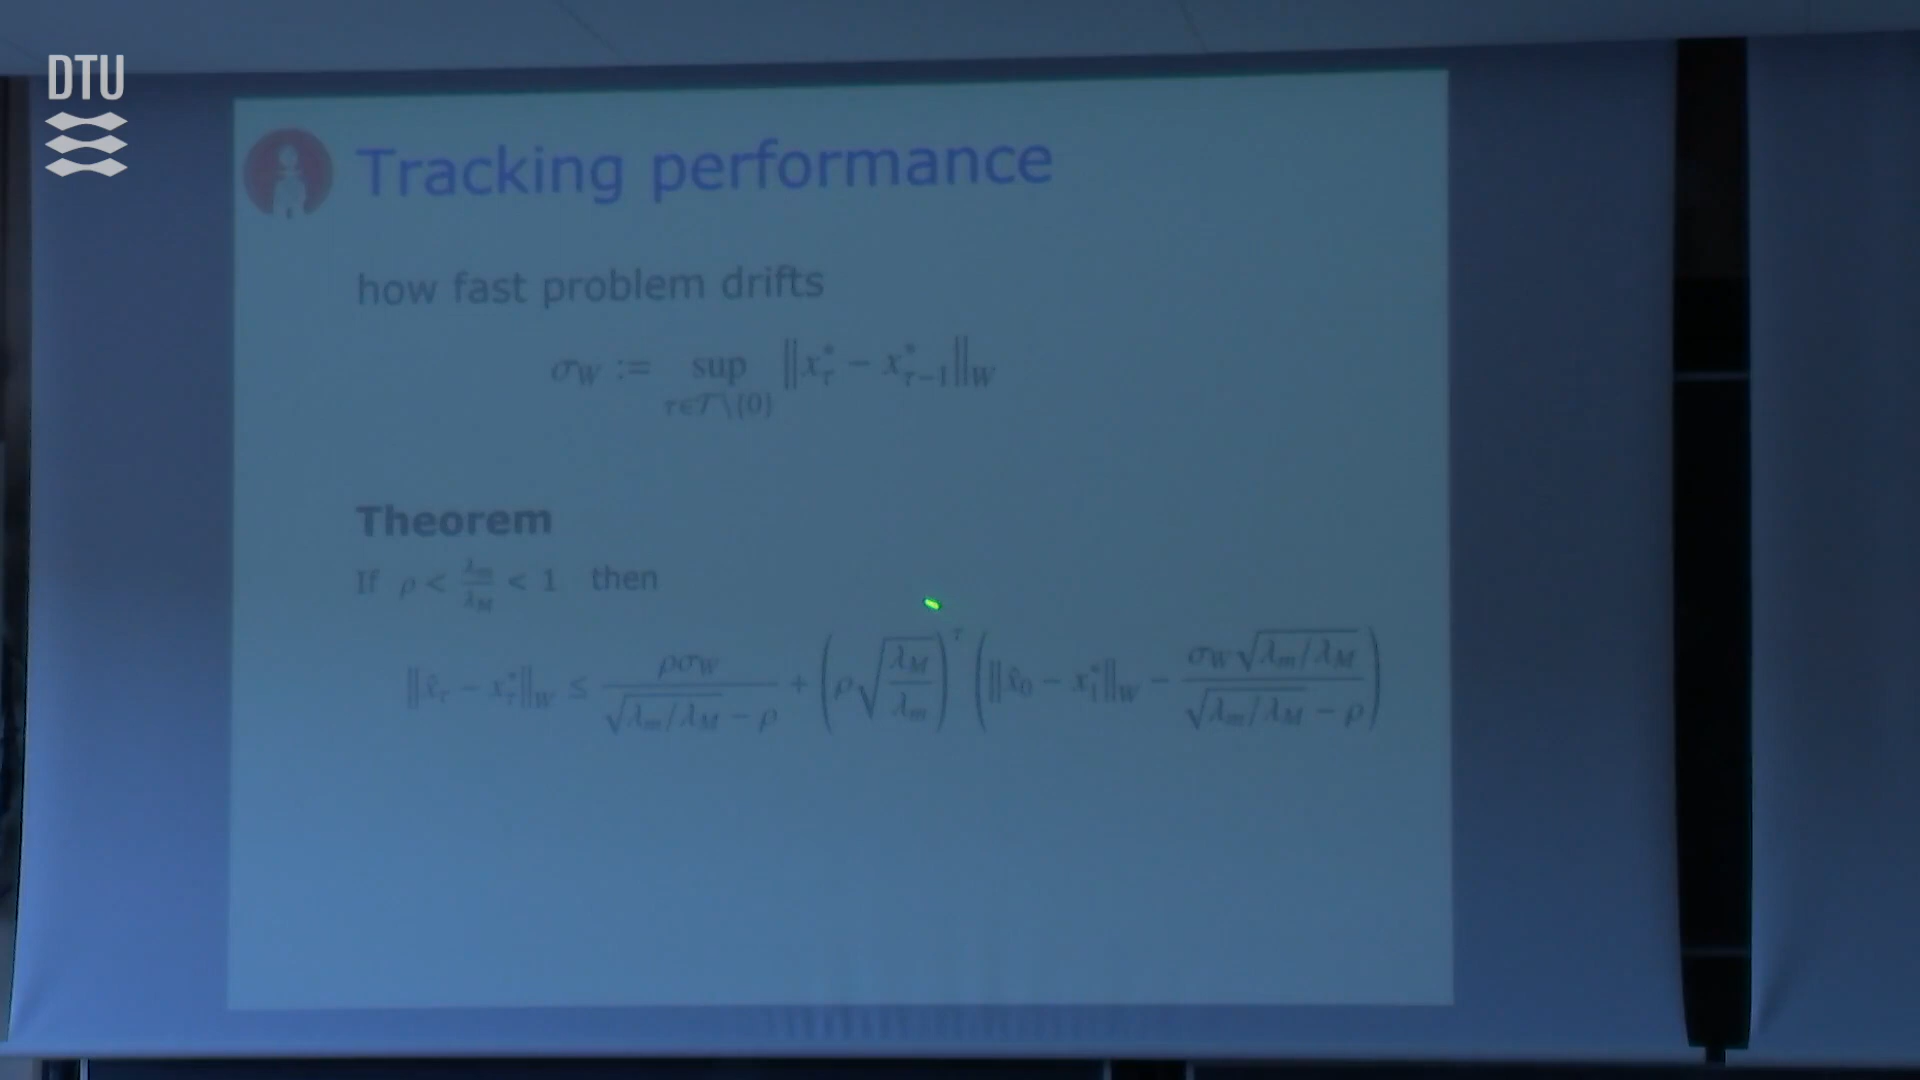 DTU
Tracking performance
how fast problem drifts
σ_W := sup_{τ∈𝒯\{0}} ‖x*_τ − x*_{τ−1}‖_W
Theorem
If ρ < λ_m/λ_M < 1 then
‖x̂_τ − x*_τ‖_W ≤ ρσ_W / (√(λ_m/λ_M) − ρ) + (ρ√(λ_M/λ_m))^τ (‖x̂_0 − x*_1‖_W − σ_W√(λ_m/λ_M) / (√(λ_m/λ_M) − ρ))